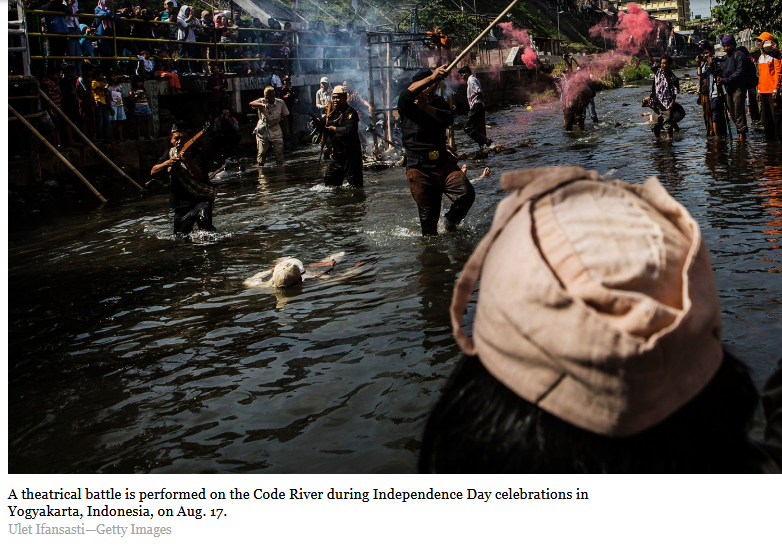 A theatrical battle is performed on the Code River during Independence Day celebrations in
Yogyakarta, Indonesia, on Aug. 17.
Ulet Ifansasti—Getty Images